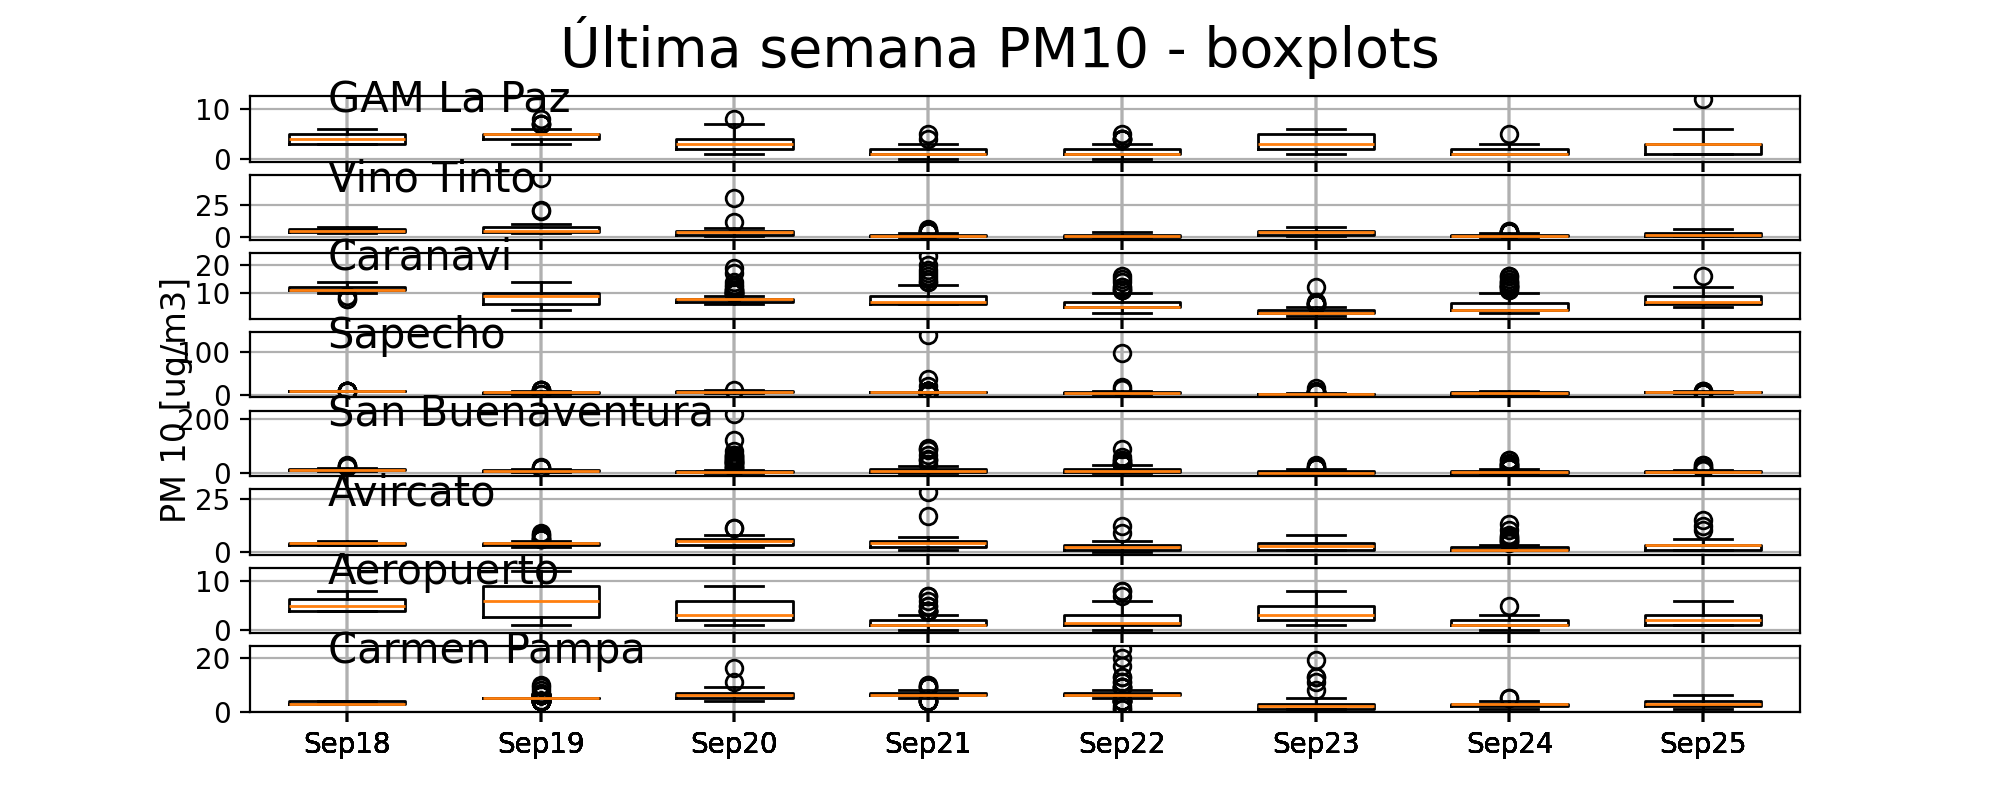 Última semana PM10 - boxplots
GAM La Paz
10
0
Vino Tinto
25
0
Caranavi
20
10
Sapecho
100
0
San Buenaventura
200
0
Avircato
25
0
Aeropuerto
10
0
Carmen Pampa
20
0
PM 10 [ug/m3]
Sep18 Sep19 Sep20 Sep21 Sep22 Sep23 Sep24 Sep25